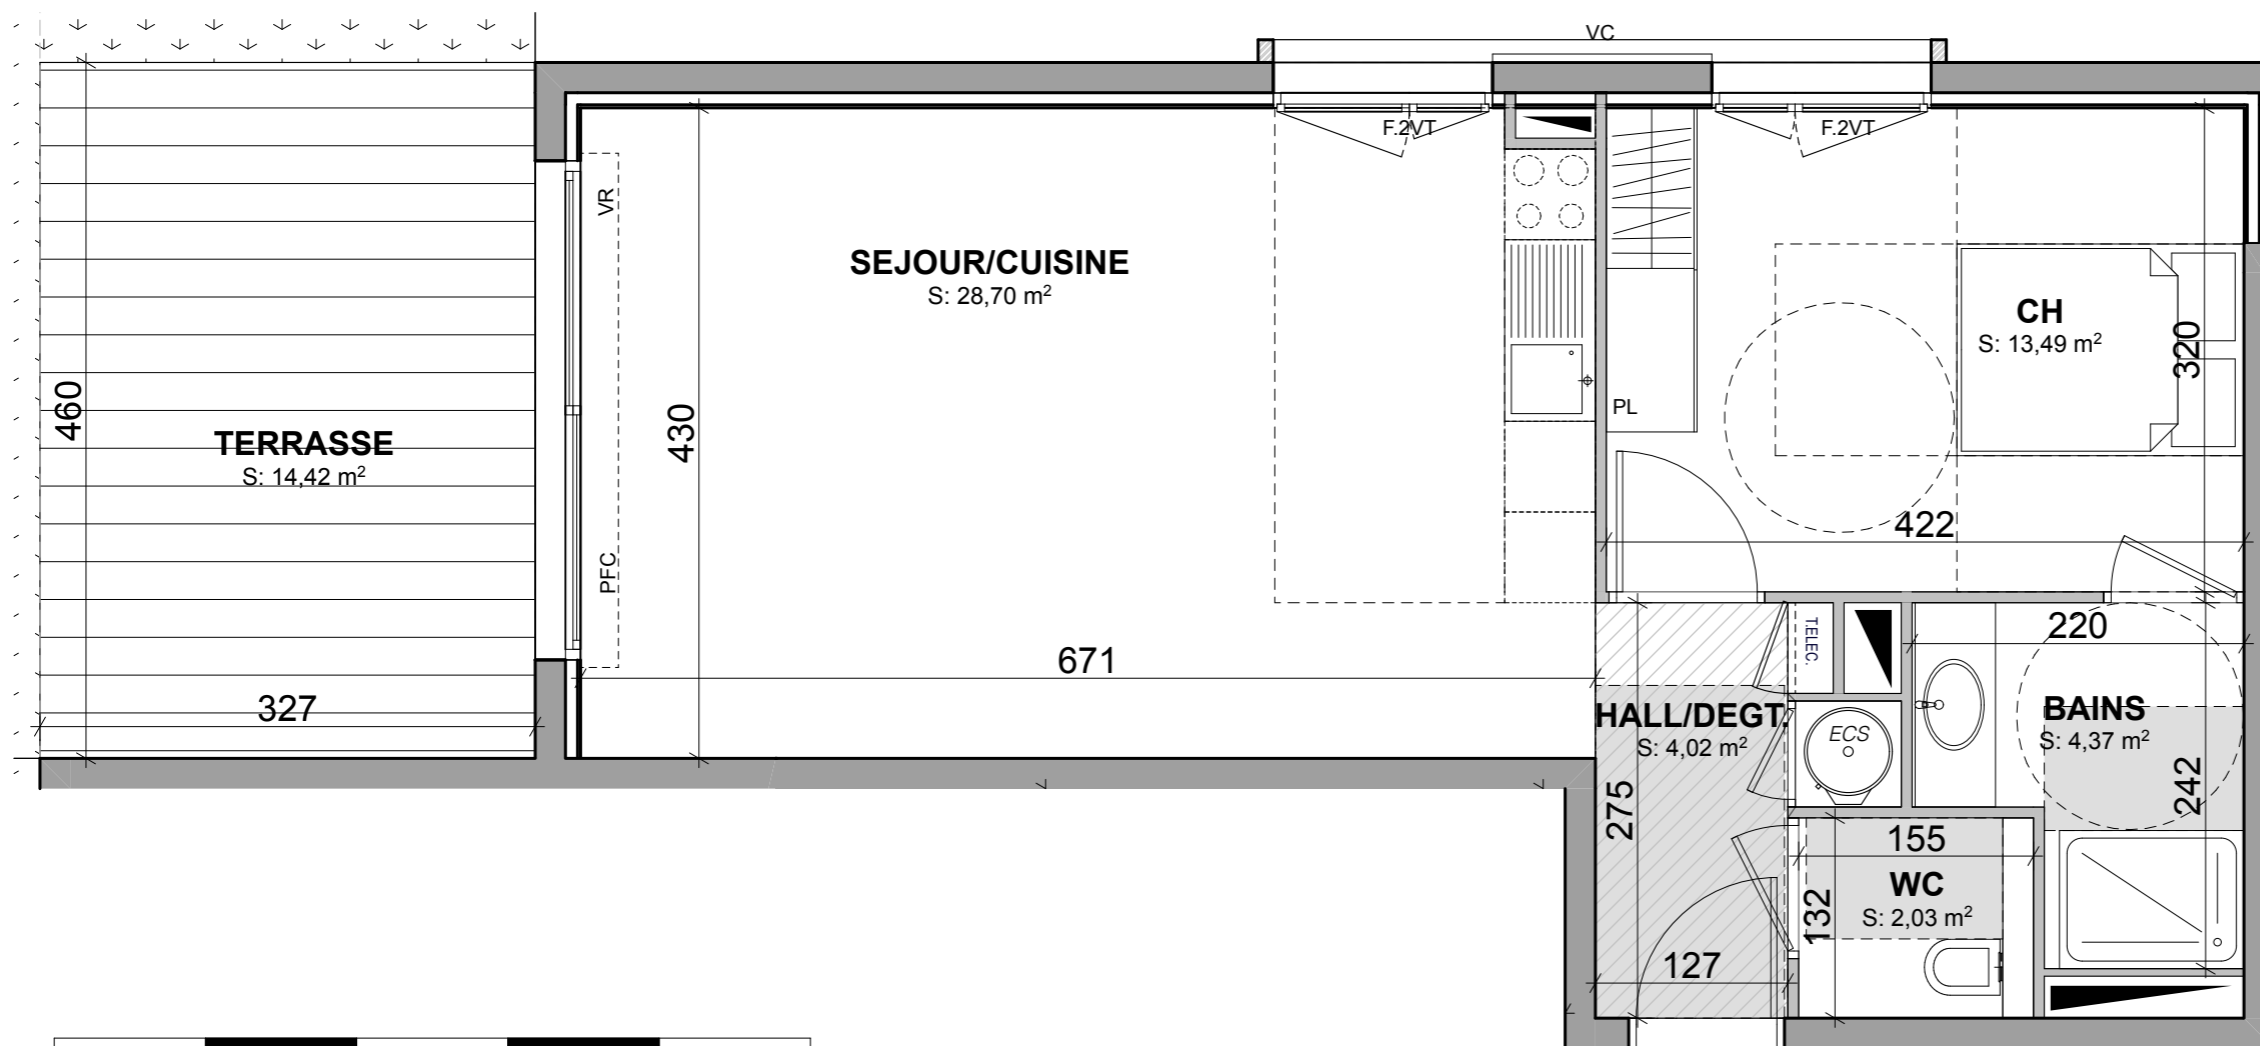 VC
F.2VT
F.2VT
VR
SEJOUR/CUISINE
S: 28,70 m²
CH
S: 13,49 m²
320
460
430
PL
TERRASSE
S: 14,42 m²
422
PFC
T.ELEC.
220
671
327
HALL/DEGT.
S: 4,02 m²
ECS
BAINS
S: 4,37 m²
242
275
155
WC
S: 2,03 m²
132
127